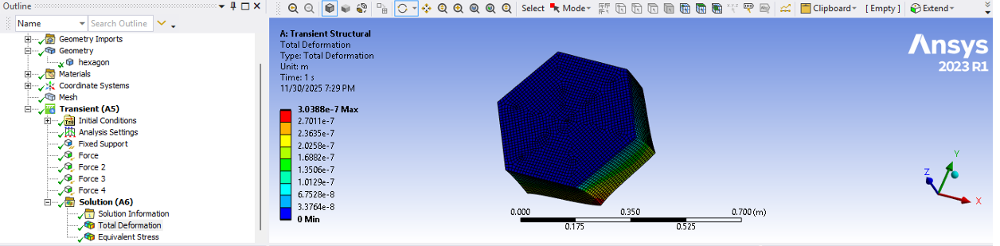 Outline
Name
Search Outline
Geometry Imports
Geometry
hexagon
Materials
Coordinate Systems
Mesh
Transient (A5)
Initial Conditions
Analysis Settings
Fixed Support
Force
Force 2
Force 3
Force 4
Solution (A6)
Solution Information
Total Deformation
Equivalent Stress
Select
Mode
Clipboard
[ Empty ]
Extend
A: Transient Structural
Total Deformation
Type: Total Deformation
Unit: m
Time: 1 s
11/30/2025 7:29 PM
3.0388e-7 Max
2.7011e-7
2.3635e-7
2.0258e-7
1.6882e-7
1.3506e-7
1.0129e-7
6.7528e-8
3.3764e-8
0 Min
Ansys
2023 R1
0.000 0.350 0.700 (m)
0.175 0.525
Y
Z
X